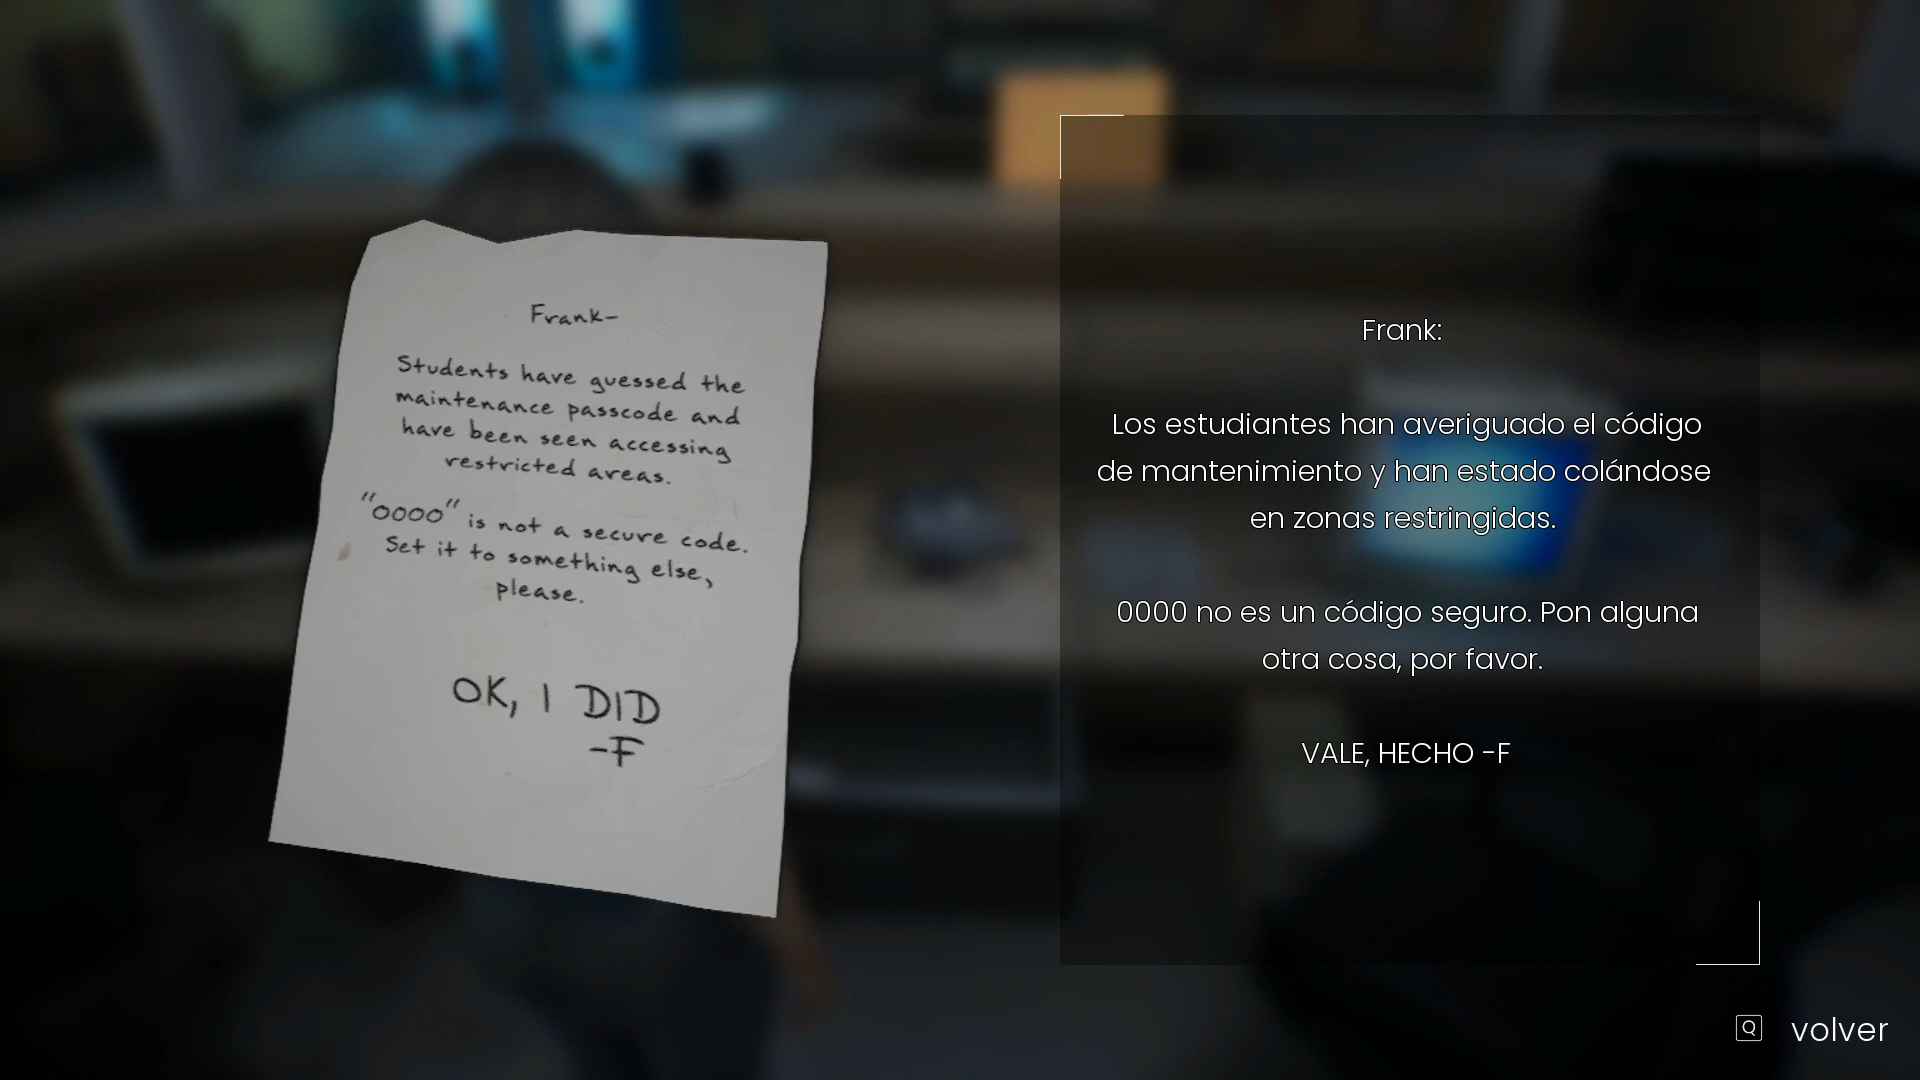 Frank-
Students have guessed the
maintenance passcode and
have been seen accessing
restricted areas.
"0000" is not a secure code.
Set it to something else,
please.
OK, I DID
-F
Frank:
Los estudiantes han averiguado el código
de mantenimiento y han estado colándose
en zonas restringidas.
0000 no es un código seguro. Pon alguna
otra cosa, por favor.
VALE, HECHO -F
Q volver